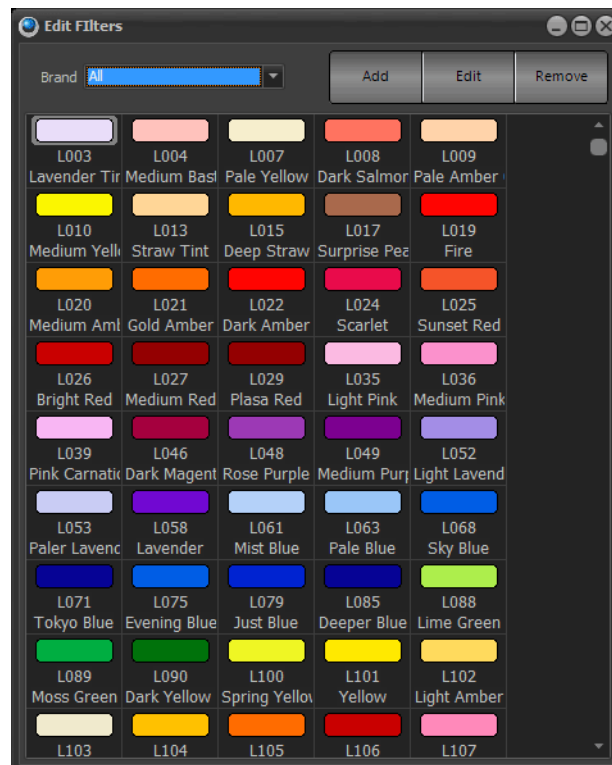 Edit FIlters
Brand All Add Edit Remove
L003 L004 L007 L008 L009
Lavender Tir Medium Bast Pale Yellow Dark Salmor Pale Amber
L010 L013 L015 L017 L019
Medium Yell Straw Tint Deep Straw Surprise Pea Fire
L020 L021 L022 L024 L025
Medium Aml Gold Amber Dark Amber Scarlet Sunset Red
L026 L027 L029 L035 L036
Bright Red Medium Red Plasa Red Light Pink Medium Pink
L039 L046 L048 L049 L052
Pink Carnatic Dark Magent Rose Purple Medium Purp Light Lavend
L053 L058 L061 L063 L068
Paler Lavenc Lavender Mist Blue Pale Blue Sky Blue
L071 L075 L079 L085 L088
Tokyo Blue Evening Blue Just Blue Deeper Blue Lime Green
L089 L090 L100 L101 L102
Moss Green Dark Yellow Spring Yellov Yellow Light Amber
L103 L104 L105 L106 L107